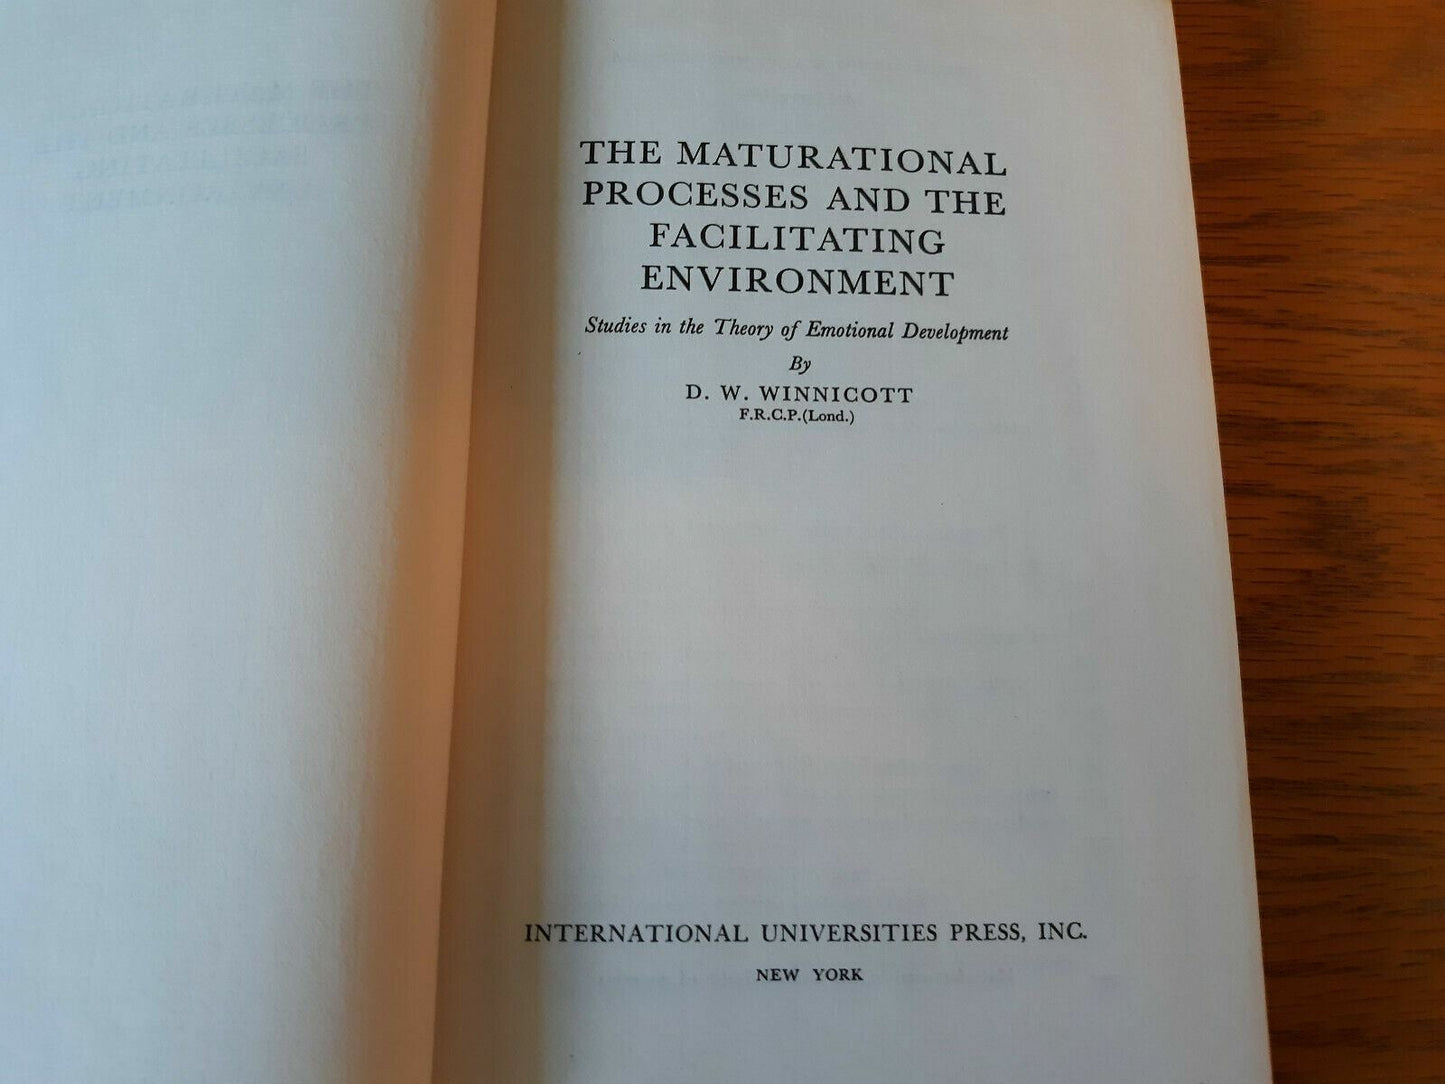 THE MATURATIONAL
PROCESSES AND THE
FACILITATING
ENVIRONMENT
Studies in the Theory of Emotional Development
By
D. W. WINNICOTT
F.R.C.P.(Lond.)
INTERNATIONAL UNIVERSITIES PRESS, INC.
NEW YORK